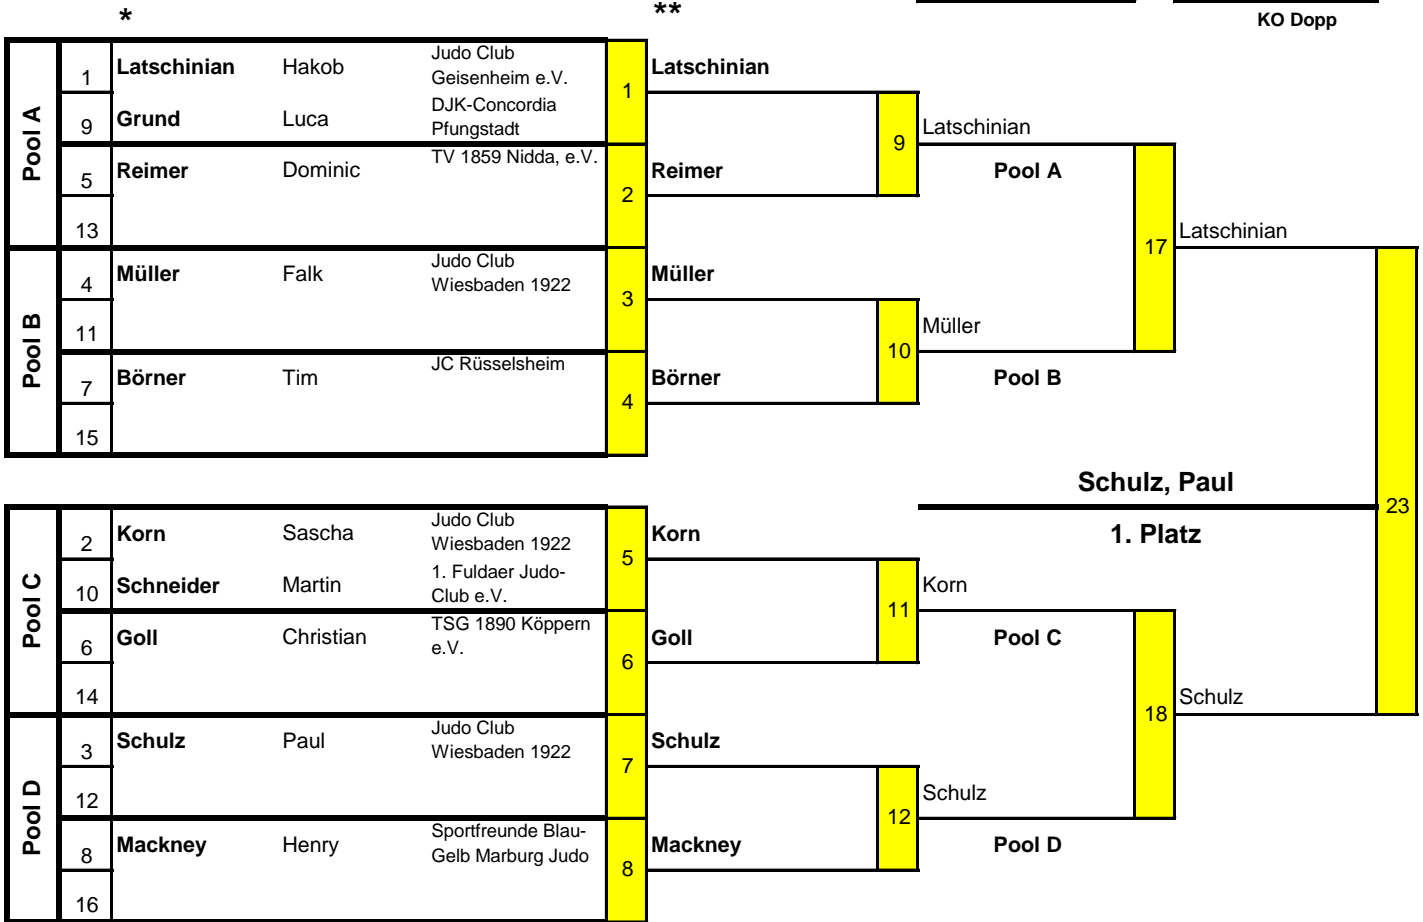 * **
KO Dopp
Pool A
1 Latschinian Hakob Judo Club Geisenheim e.V. 1 Latschinian
9 Grund Luca DJK-Concordia Pfungstadt
9 Latschinian
5 Reimer Dominic TV 1859 Nidda, e.V. 2 Reimer Pool A
13
17 Latschinian
Pool B
4 Müller Falk Judo Club Wiesbaden 1922 3 Müller
11
10 Müller
7 Börner Tim JC Rüsselsheim 4 Börner Pool B
15
Schulz, Paul
23
1. Platz
Pool C
2 Korn Sascha Judo Club Wiesbaden 1922 5 Korn
10 Schneider Martin 1. Fuldaer Judo-Club e.V.
11 Korn
6 Goll Christian TSG 1890 Köppern e.V. 6 Goll Pool C
14
18 Schulz
Pool D
3 Schulz Paul Judo Club Wiesbaden 1922 7 Schulz
12
12 Schulz
8 Mackney Henry Sportfreunde Blau-Gelb Marburg Judo 8 Mackney Pool D
16